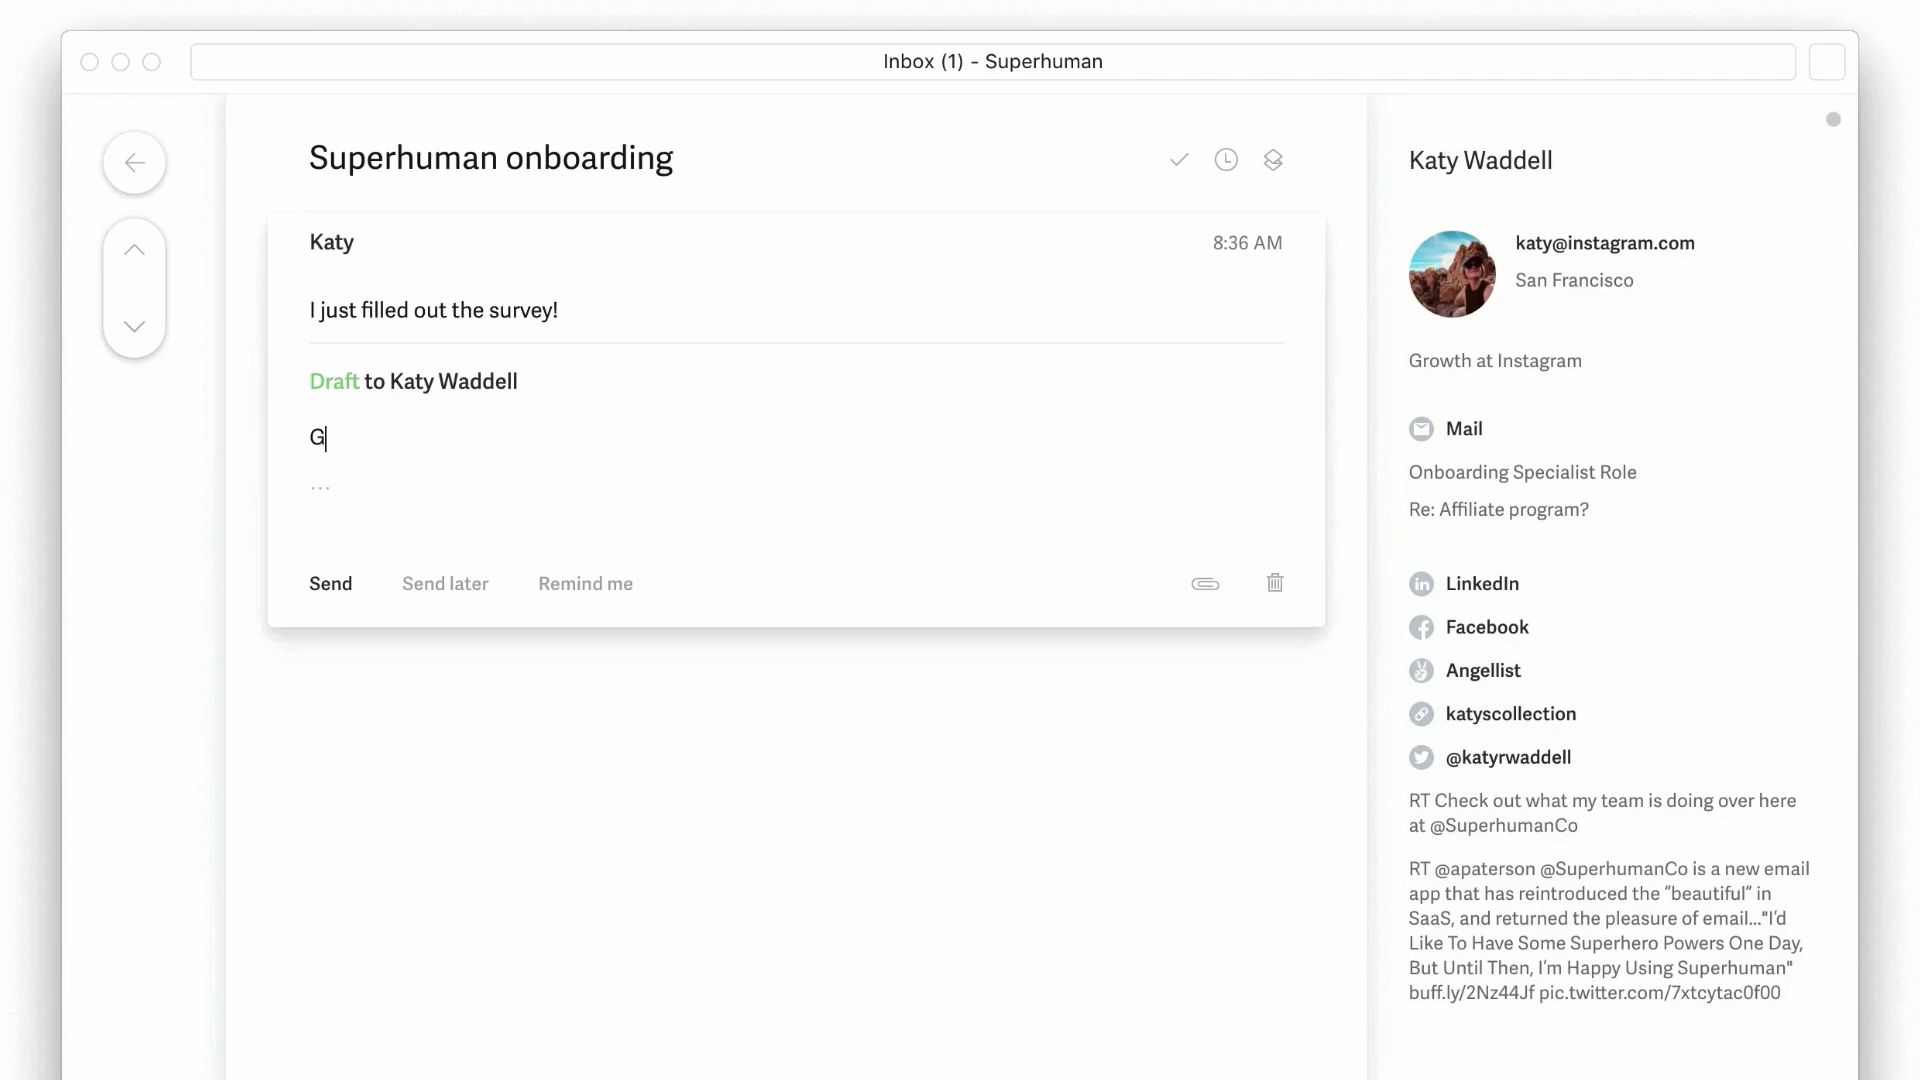 Inbox (1) - Superhuman
Superhuman onboarding
Katy
8:36 AM
I just filled out the survey!
Draft to Katy Waddell
G
...
Send
Send later
Remind me
Katy Waddell
katy@instagram.com
San Francisco
Growth at Instagram
Mail
Onboarding Specialist Role
Re: Affiliate program?
LinkedIn
Facebook
Angellist
katyscollection
@katyrwaddell
RT Check out what my team is doing over here
at @SuperhumanCo
RT @apaterson @SuperhumanCo is a new email
app that has reintroduced the “beautiful” in
SaaS, and returned the pleasure of email..."I’d
Like To Have Some Superhero Powers One Day,
But Until Then, I’m Happy Using Superhuman"
buff.ly/2Nz44Jf pic.twitter.com/7xtcytac0f00